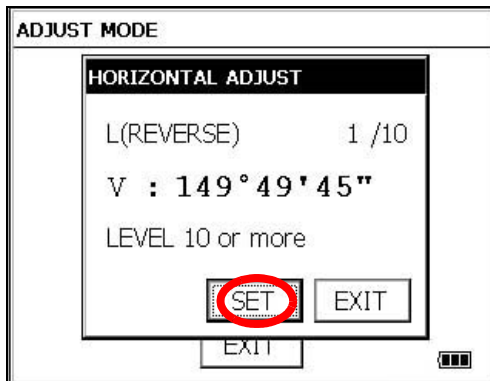 ADJUST MODE
HORIZONTAL ADJUST
L(REVERSE) 1 /10
V : 149°49'45"
LEVEL 10 or more
SET EXIT
EXIT